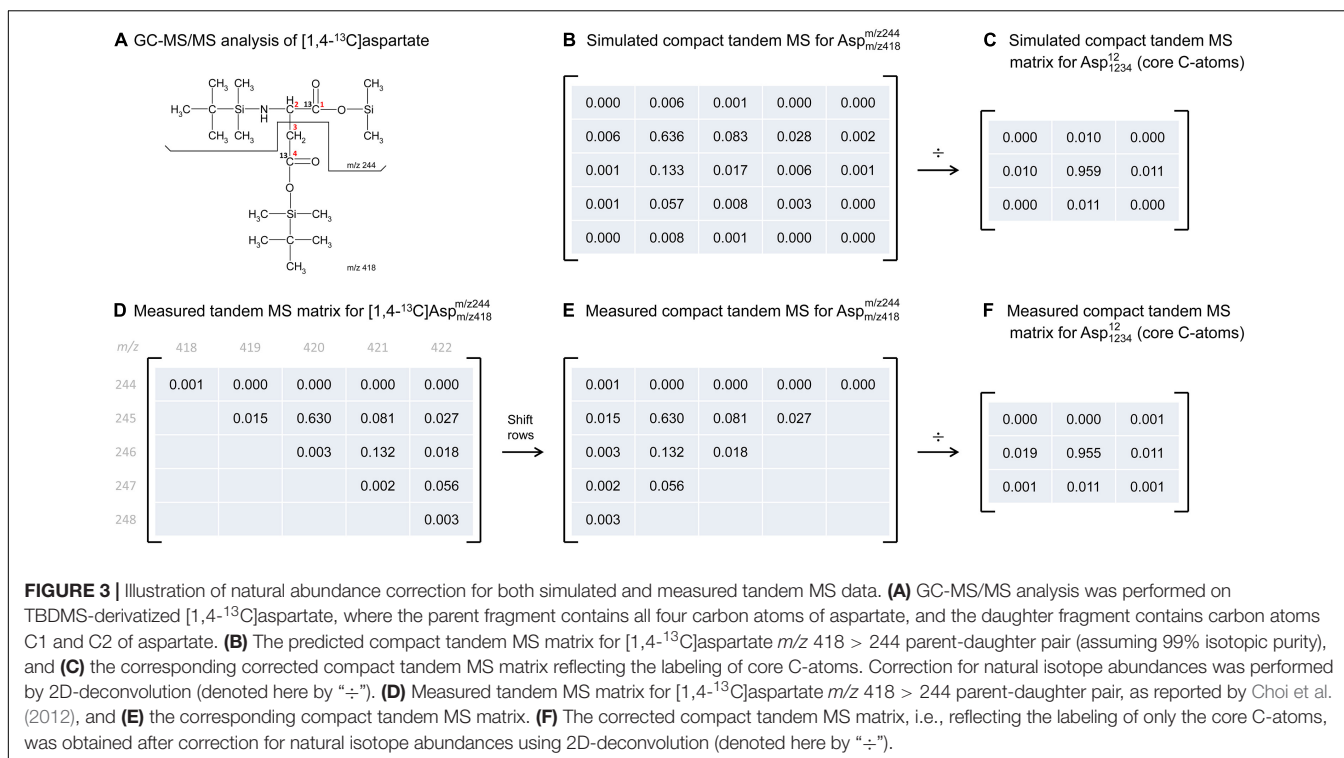 A GC-MS/MS analysis of [1,4-¹³C]aspartate
CH₃ CH₃ O CH₃
H₃C C Si N H 2 13 C 1 O Si
H
CH₃ CH₃ 3 CH₂ CH₃
13 4
C O m/z 244
O
H₃C Si CH₃
H₃C C CH₃
CH₃ m/z 418
B Simulated compact tandem MS for Asp m/z244 m/z418
0.000 0.006 0.001 0.000 0.000
0.006 0.636 0.083 0.028 0.002
0.001 0.133 0.017 0.006 0.001
0.001 0.057 0.008 0.003 0.000
0.000 0.008 0.001 0.000 0.000
÷
C Simulated compact tandem MS
matrix for Asp 12 1234 (core C-atoms)
0.000 0.010 0.000
0.010 0.959 0.011
0.000 0.011 0.000
D Measured tandem MS matrix for [1,4-¹³C]Asp m/z244 m/z418
m/z 418 419 420 421 422
244 0.001 0.000 0.000 0.000 0.000
245 0.015 0.630 0.081 0.027
246 0.003 0.132 0.018
247 0.002 0.056
248 0.003
Shift
rows
E Measured compact tandem MS for Asp m/z244 m/z418
0.001 0.000 0.000 0.000 0.000
0.015 0.630 0.081 0.027
0.003 0.132 0.018
0.002 0.056
0.003
÷
F Measured compact tandem MS
matrix for Asp 12 1234 (core C-atoms)
0.000 0.000 0.001
0.019 0.955 0.011
0.001 0.011 0.001
FIGURE 3 | Illustration of natural abundance correction for both simulated and measured tandem MS data. (A) GC-MS/MS analysis was performed on
TBDMS-derivatized [1,4-¹³C]aspartate, where the parent fragment contains all four carbon atoms of aspartate, and the daughter fragment contains carbon atoms
C1 and C2 of aspartate. (B) The predicted compact tandem MS matrix for [1,4-¹³C]aspartate m/z 418 > 244 parent-daughter pair (assuming 99% isotopic purity),
and (C) the corresponding corrected compact tandem MS matrix reflecting the labeling of core C-atoms. Correction for natural isotope abundances was performed
by 2D-deconvolution (denoted here by “÷”). (D) Measured tandem MS matrix for [1,4-¹³C]aspartate m/z 418 > 244 parent-daughter pair, as reported by Choi et al.
(2012), and (E) the corresponding compact tandem MS matrix. (F) The corrected compact tandem MS matrix, i.e., reflecting the labeling of only the core C-atoms,
was obtained after correction for natural isotope abundances using 2D-deconvolution (denoted here by “÷”).